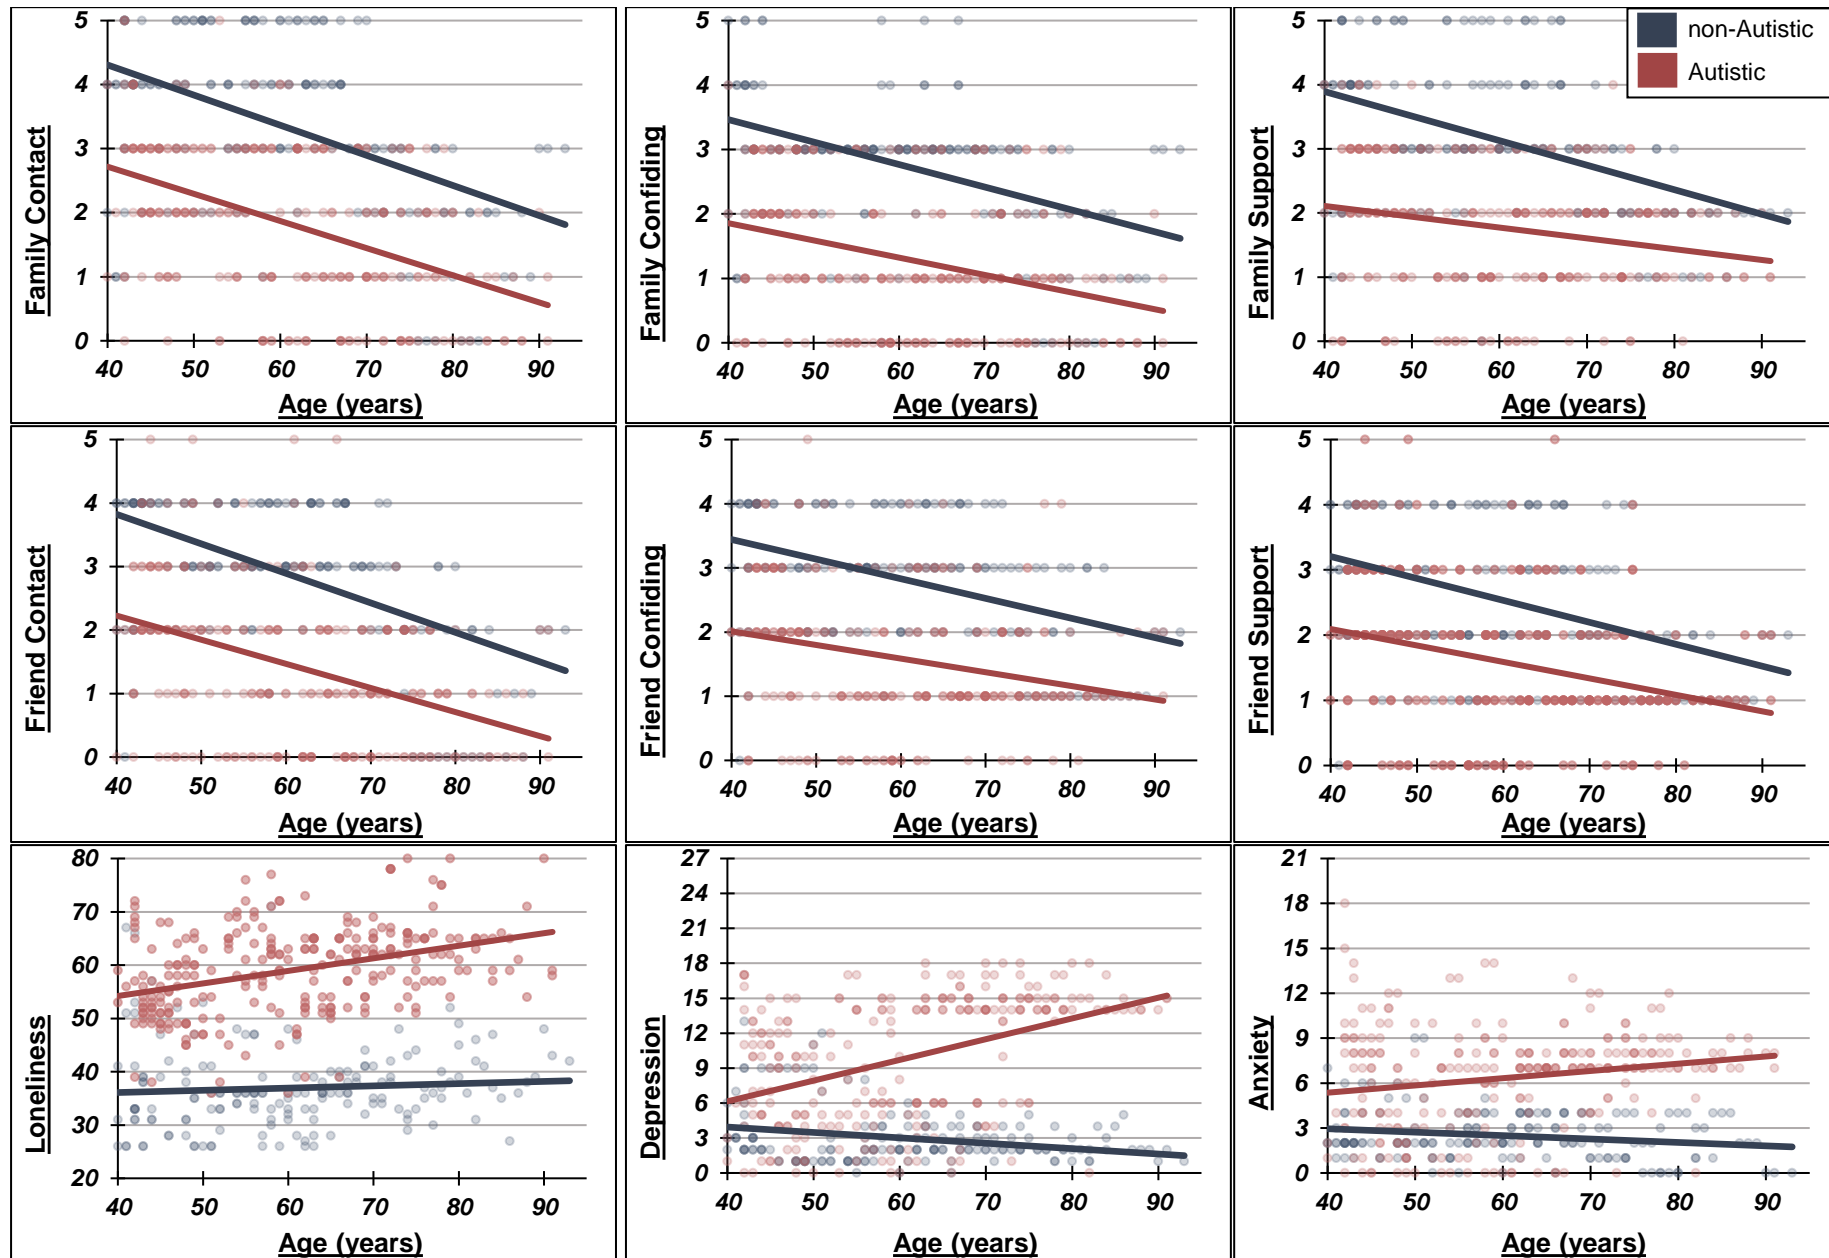 non-Autistic
Autistic
Family Contact
5
4
3
2
1
0
40 50 60 70 80 90
Age (years)
Family Confiding
5
4
3
2
1
0
40 50 60 70 80 90
Age (years)
Family Support
5
4
3
2
1
0
40 50 60 70 80 90
Age (years)
Friend Contact
5
4
3
2
1
0
40 50 60 70 80 90
Age (years)
Friend Confiding
5
4
3
2
1
0
40 50 60 70 80 90
Age (years)
Friend Support
5
4
3
2
1
0
40 50 60 70 80 90
Age (years)
Loneliness
80
70
60
50
40
30
20
40 50 60 70 80 90
Age (years)
Depression
27
24
21
18
15
12
9
6
3
0
40 50 60 70 80 90
Age (years)
Anxiety
21
18
15
12
9
6
3
0
40 50 60 70 80 90
Age (years)